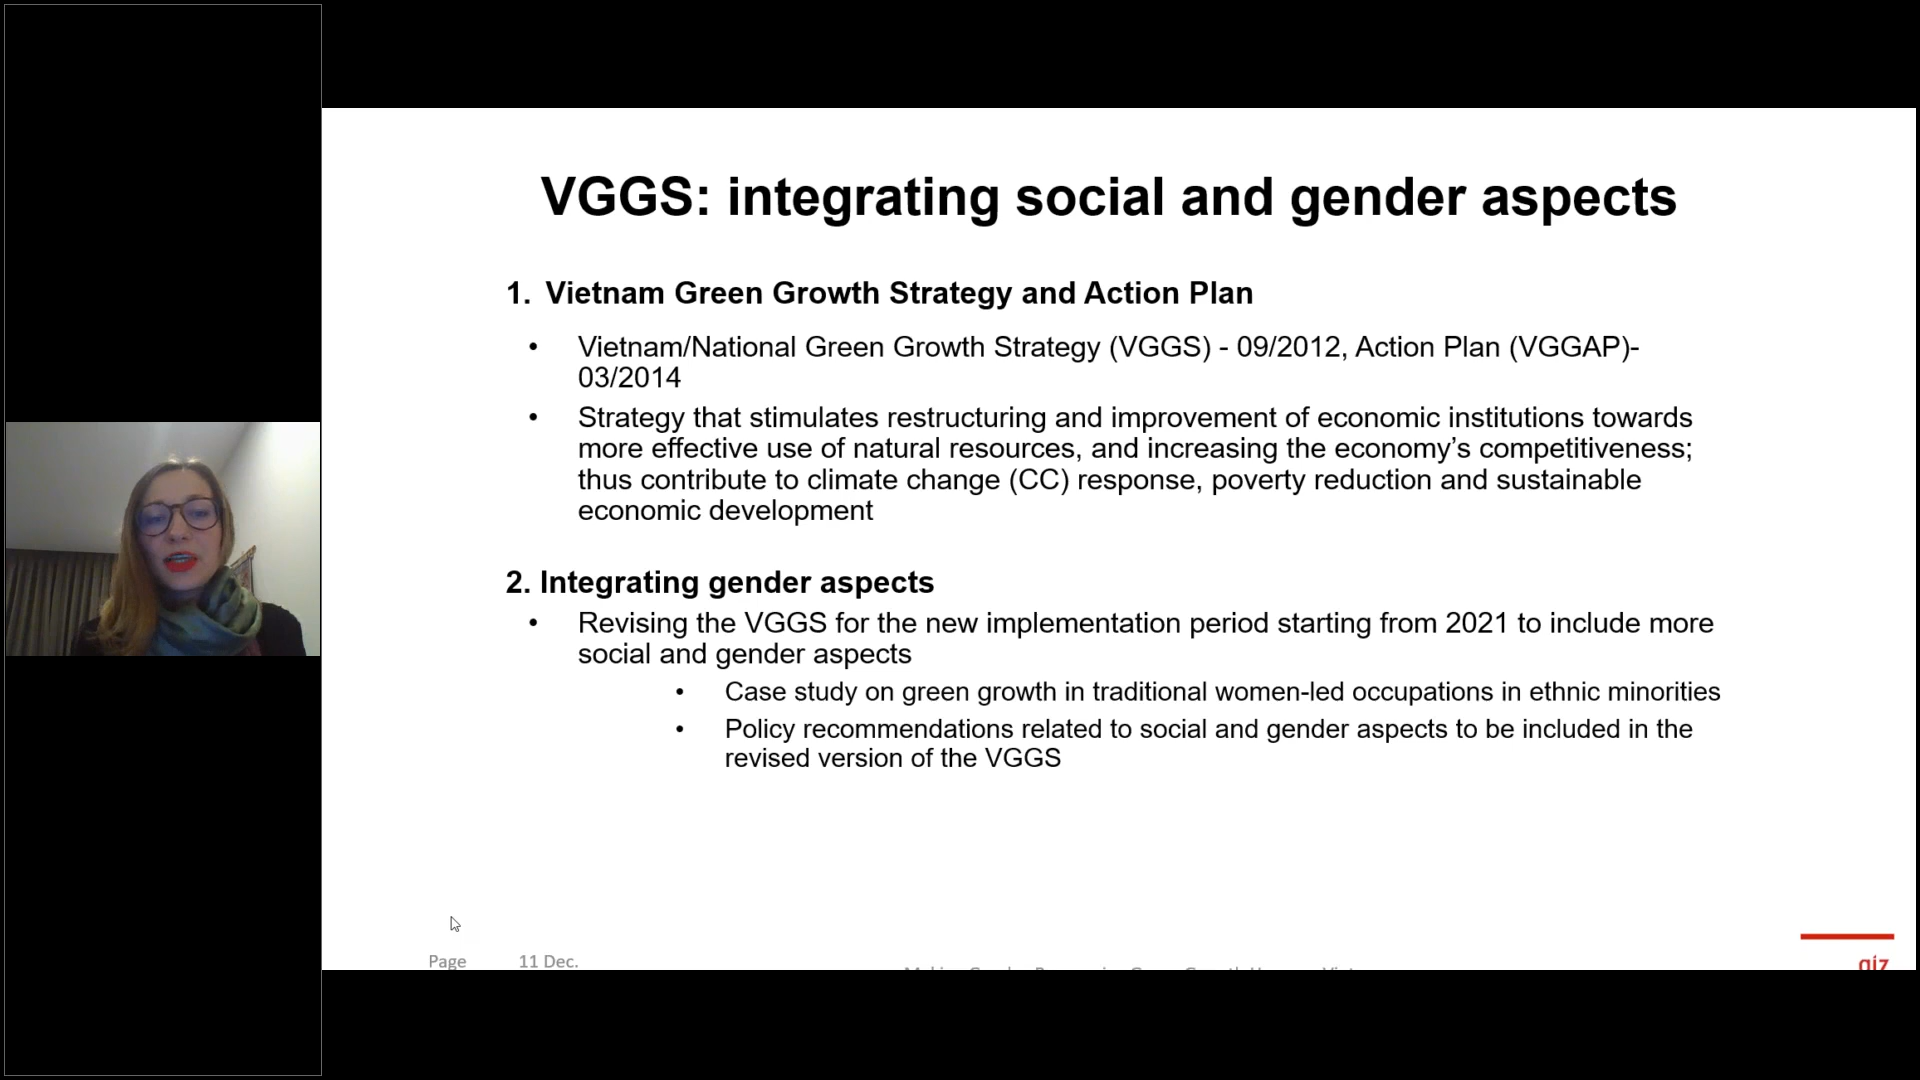 VGGS: integrating social and gender aspects
1. Vietnam Green Growth Strategy and Action Plan
• Vietnam/National Green Growth Strategy (VGGS) - 09/2012, Action Plan (VGGAP)-
03/2014
• Strategy that stimulates restructuring and improvement of economic institutions towards
more effective use of natural resources, and increasing the economy’s competitiveness;
thus contribute to climate change (CC) response, poverty reduction and sustainable
economic development
2. Integrating gender aspects
• Revising the VGGS for the new implementation period starting from 2021 to include more
social and gender aspects
• Case study on green growth in traditional women-led occupations in ethnic minorities
• Policy recommendations related to social and gender aspects to be included in the
revised version of the VGGS
Page 11 Dec.
giz